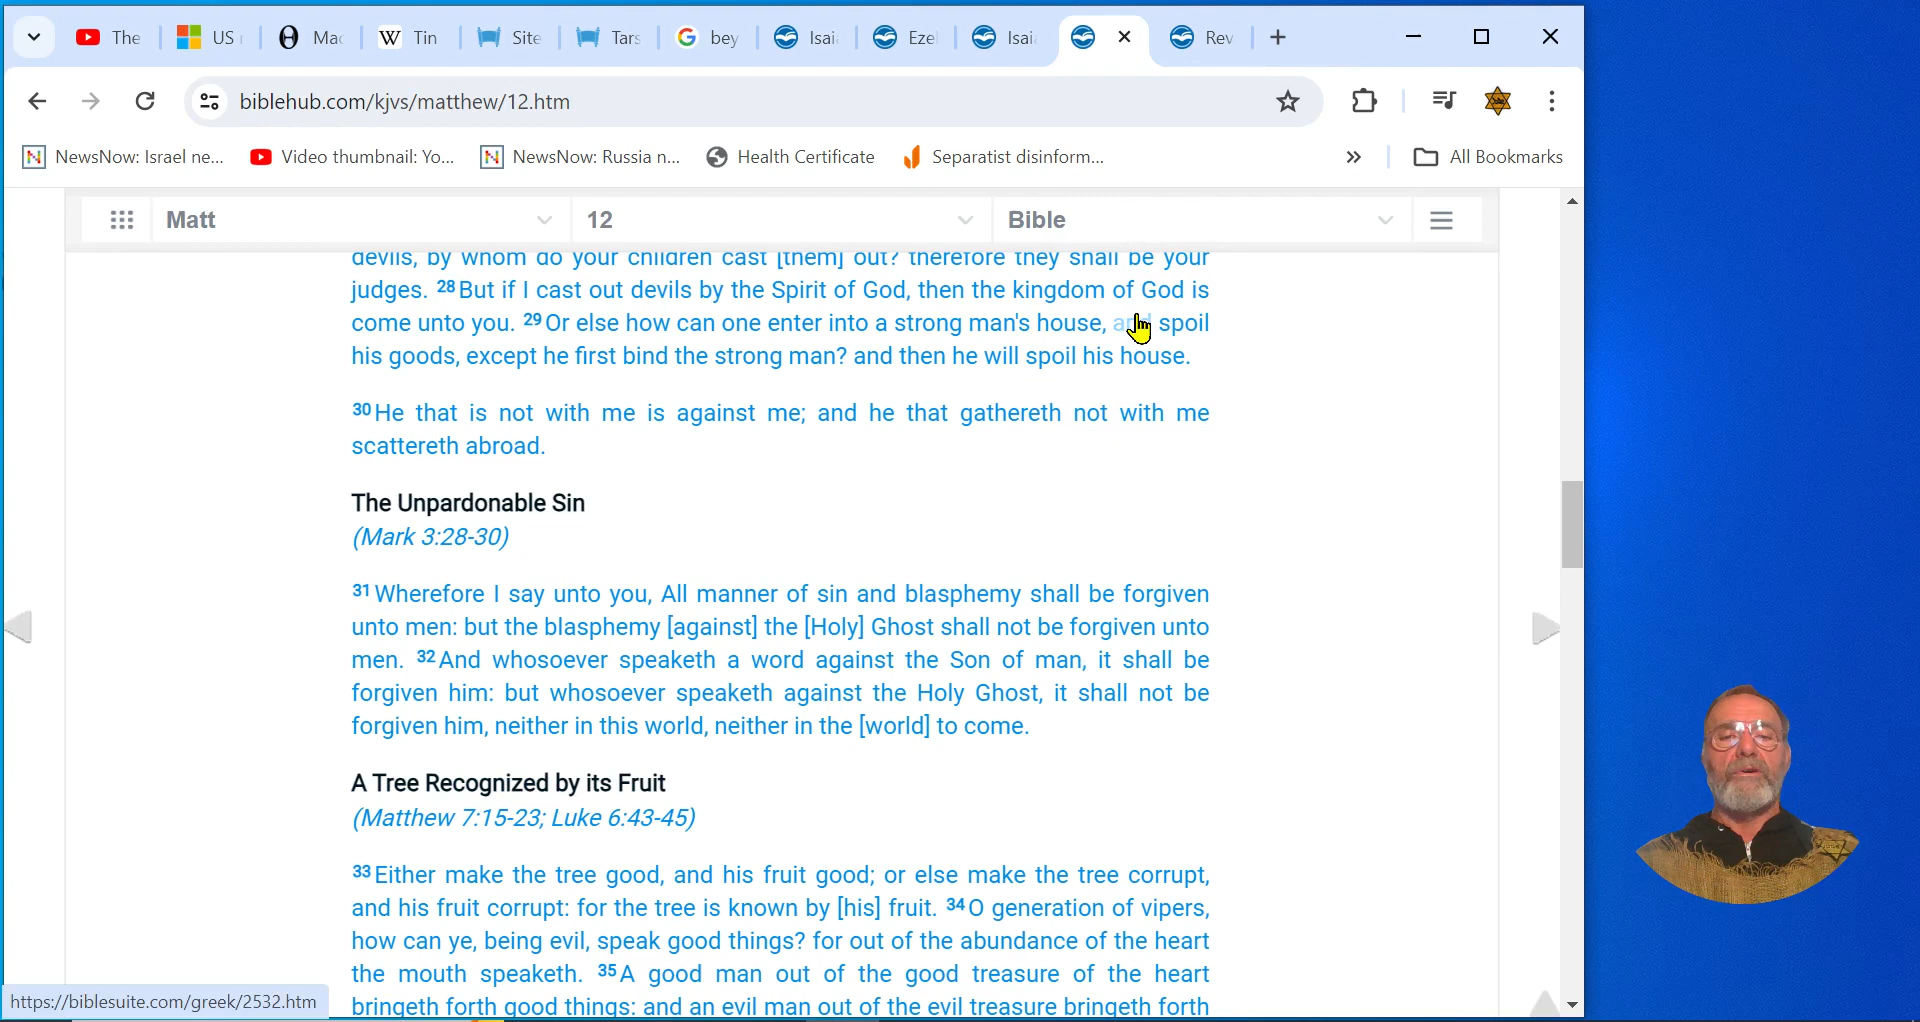 The US Mac Tin Site Tars bey Isai Eze Isai Rev
biblehub.com/kjvs/matthew/12.htm
NewsNow: Israel ne... Video thumbnail: Yo... NewsNow: Russia n... Health Certificate Separatist disinform... All Bookmarks
Matt 12 Bible
devils, by whom do your children cast [them] out? therefore they shall be your
judges. 28 But if I cast out devils by the Spirit of God, then the kingdom of God is
come unto you. 29 Or else how can one enter into a strong man's house, and spoil
his goods, except he first bind the strong man? and then he will spoil his house.
30 He that is not with me is against me; and he that gathereth not with me
scattereth abroad.
The Unpardonable Sin
(Mark 3:28-30)
31 Wherefore I say unto you, All manner of sin and blasphemy shall be forgiven
unto men: but the blasphemy [against] the [Holy] Ghost shall not be forgiven unto
men. 32 And whosoever speaketh a word against the Son of man, it shall be
forgiven him: but whosoever speaketh against the Holy Ghost, it shall not be
forgiven him, neither in this world, neither in the [world] to come.
A Tree Recognized by its Fruit
(Matthew 7:15-23; Luke 6:43-45)
33 Either make the tree good, and his fruit good; or else make the tree corrupt,
and his fruit corrupt: for the tree is known by [his] fruit. 34 O generation of vipers,
how can ye, being evil, speak good things? for out of the abundance of the heart
the mouth speaketh. 35 A good man out of the good treasure of the heart
bringeth forth good things: and an evil man out of the evil treasure bringeth forth
https://biblesuite.com/greek/2532.htm